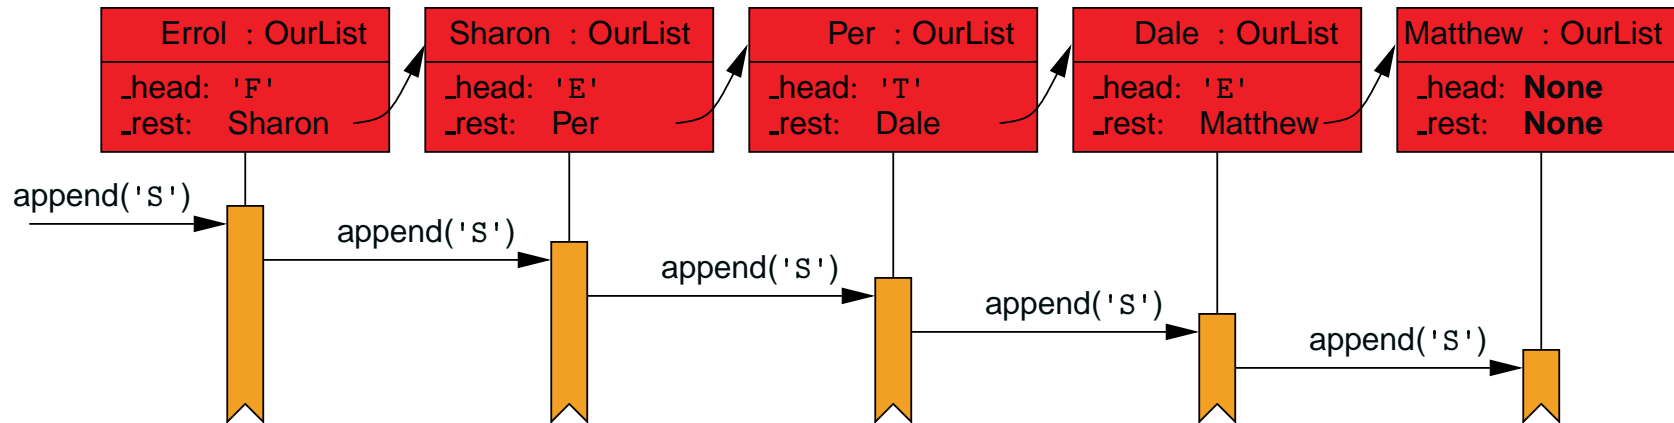 Errol : OurList
_head: 'F'
_rest: Sharon
Sharon : OurList
_head: 'E'
_rest: Per
Per : OurList
_head: 'T'
_rest: Dale
Dale : OurList
_head: 'E'
_rest: Matthew
Matthew : OurList
_head: None
_rest: None
append('S')
append('S')
append('S')
append('S')
append('S')